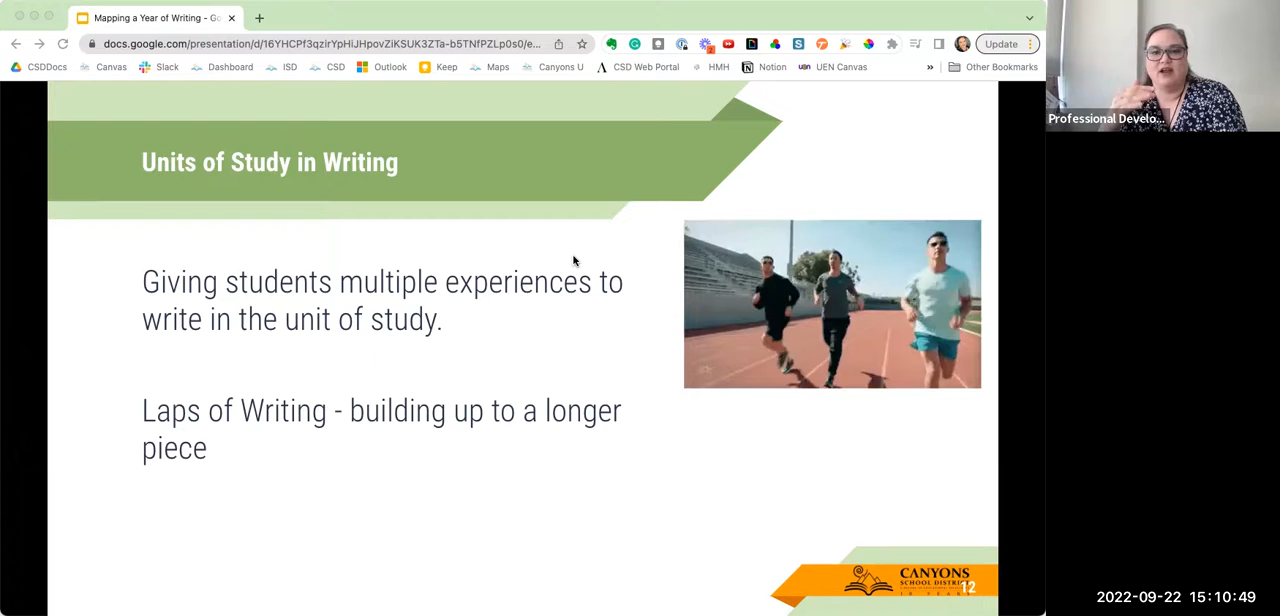 Mapping a Year of Writing - Go
docs.google.com/presentation/d/16YHCPf3qzirYpHiJHpovZiKSUK3ZTa-b5TNfPZLp0s0/e...
Update
CSDDocs Canvas Slack Dashboard ISD CSD Outlook Keep Maps Canyons U CSD Web Portal HMH Notion UEN Canvas » Other Bookmarks
Professional Develo...
Units of Study in Writing
Giving students multiple experiences to
write in the unit of study.
Laps of Writing - building up to a longer
piece
CANYONS
SCHOOL DISTRICT
12
2022-09-22 15:10:49